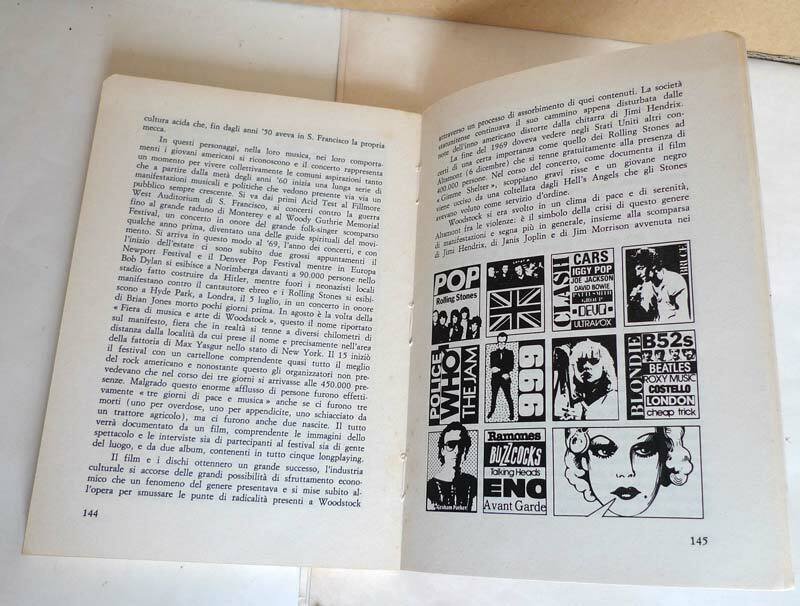 cultura acida che, fin dagli anni '50 aveva in S. Francisco la propria
mecca.
In questi personaggi, nella loro musica, nei loro comporta-
menti i giovani americani si riconoscono e il concerto rappresenta
un momento per vivere collettivamente le comuni aspirazioni tanto
che a partire dalla metà degli anni '60 inizia una lunga serie di
manifestazioni musicali e politiche che vedono presente via via un
pubblico sempre crescente. Si va dai primi Acid Test al Fillmore
West Auditorium di S. Francisco, ai concerti contro la guerra
fino al grande raduno di Monterey e al Woody Guthrie Memorial
Festival, un concerto in onore del grande folk-singer scomparso
qualche anno prima, diventato una delle guide spirituali del movi-
mento. Si arriva in questo modo al '69, l'anno dei concerti, e con
l'inizio dell'estate ci sono subito due grossi appuntamenti il
Newport Festival e il Denver Pop Festival mentre in Europa
Bob Dylan si esibisce a Norimberga davanti a 90.000 persone nello
stadio fatto costruire da Hitler, mentre fuori i neonazisti locali
manifestano contro il cantautore ebreo e i Rolling Stones si esibi-
scono a Hyde Park, a Londra, il 5 luglio, in un concerto in onore
di Brian Jones morto pochi giorni prima. In agosto è la volta della
« Fiera di musica e arte di Woodstock », questo il nome riportato
sul manifesto, fiera che in realtà si tenne a diversi chilometri di
distanza dalla località da cui prese il nome e precisamente nell'area
della fattoria di Max Yasgur nello stato di New York. Il 15 iniziò
il festival con un cartellone comprendente quasi tutto il meglio
del rock americano e nonostante questo gli organizzatori non pre-
vedevano che nel corso dei tre giorni si arrivasse alle 450.000 pre-
senze. Malgrado questo enorme afflusso di persone furono effetti-
vamente « tre giorni di pace e musica » anche se ci furono tre
morti (uno per overdose, uno per appendicite, uno schiacciato da
un trattore agricolo), ma ci furono anche due nascite. Il tutto
verrà documentato da un film, comprendente le immagini dello
spettacolo e le interviste sia di partecipanti al festival sia di gente
del luogo, e da due album, contenenti in tutto cinque longplaying.
Il film e i dischi ottennero un grande successo, l'industria
culturale si accorse delle grandi possibilità di sfruttamento econo-
mico che un fenomeno del genere presentava e si mise subito al-
l'opera per smussare le punte di radicalità presenti a Woodstock
144
attraverso un processo di assorbimento di quei contenuti. La società
statunitense continuava il suo cammino appena disturbata dalle
note dell'inno americano distorte dalla chitarra di Jimi Hendrix.
La fine del 1969 doveva vedere negli Stati Uniti altri con-
certi di una certa importanza come quello dei Rolling Stones ad
Altamont (6 dicembre) che si tenne gratuitamente alla presenza di
400.000 persone. Nel corso del concerto, come documenta il film
« Gimme Shelter », scoppiano gravi risse e un giovane negro
viene ucciso da una coltellata dagli Hell's Angels che gli Stones
avevano voluto come servizio d'ordine.
Woodstock si era svolto in un clima di pace e di serenità,
Altamont fra le violenze: è il simbolo della crisi di questo genere
di manifestazioni e segna più in generale, insieme alla scomparsa
di Jimi Hendrix, di Janis Joplin e di Jim Morrison avvenuta nei
POP
Rolling Stones
CLASH
CARS
IGGY POP
JOE JACKSON
DAVID BOWIE
PATTI SMITH
GROUP
DEVO
ULTRAVOX
BRUCE
POLICE
WHO
THE JAM
999
BLONDIE
B52s
BEATLES
ROXY MUSIC
COSTELLO
LONDON
cheap trick
Graham Parker
Ramones
BUZZCOCKS
Talking Heads
ENO
Avant Garde
145